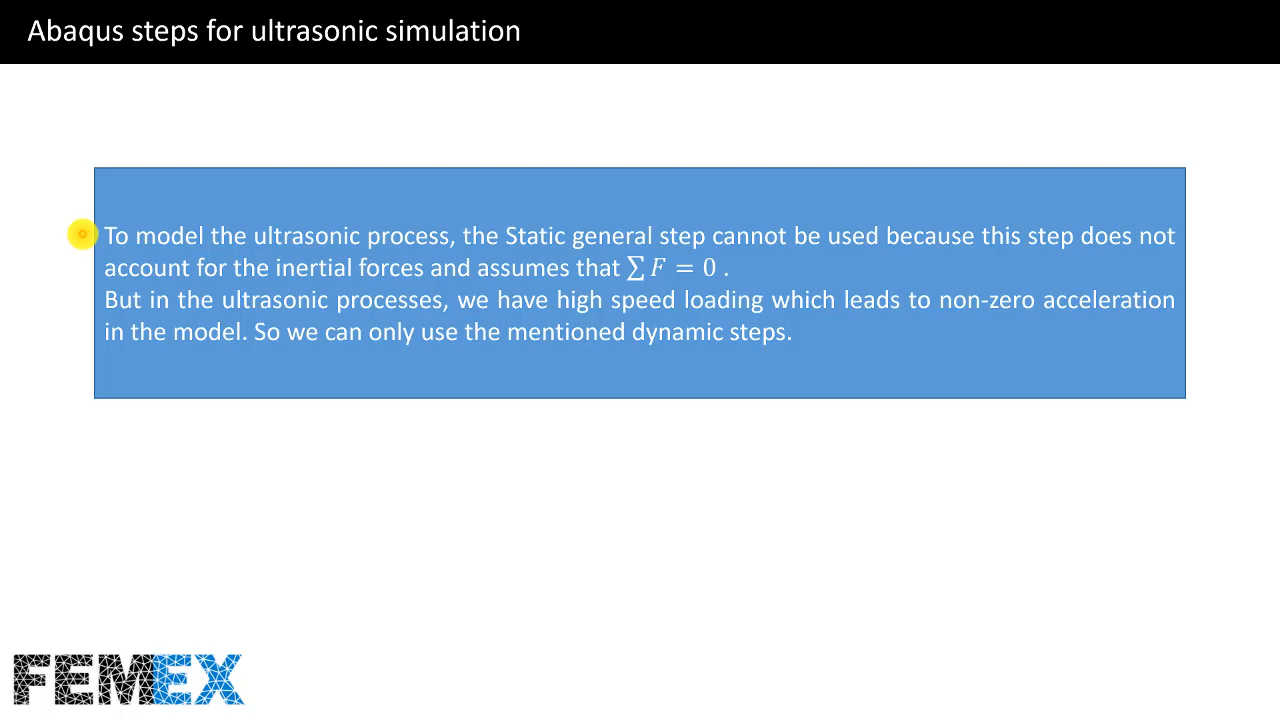 Abaqus steps for ultrasonic simulation
To model the ultrasonic process, the Static general step cannot be used because this step does not
account for the inertial forces and assumes that ∑ 𝐹 = 0 .
But in the ultrasonic processes, we have high speed loading which leads to non-zero acceleration
in the model. So we can only use the mentioned dynamic steps.
FEMEX